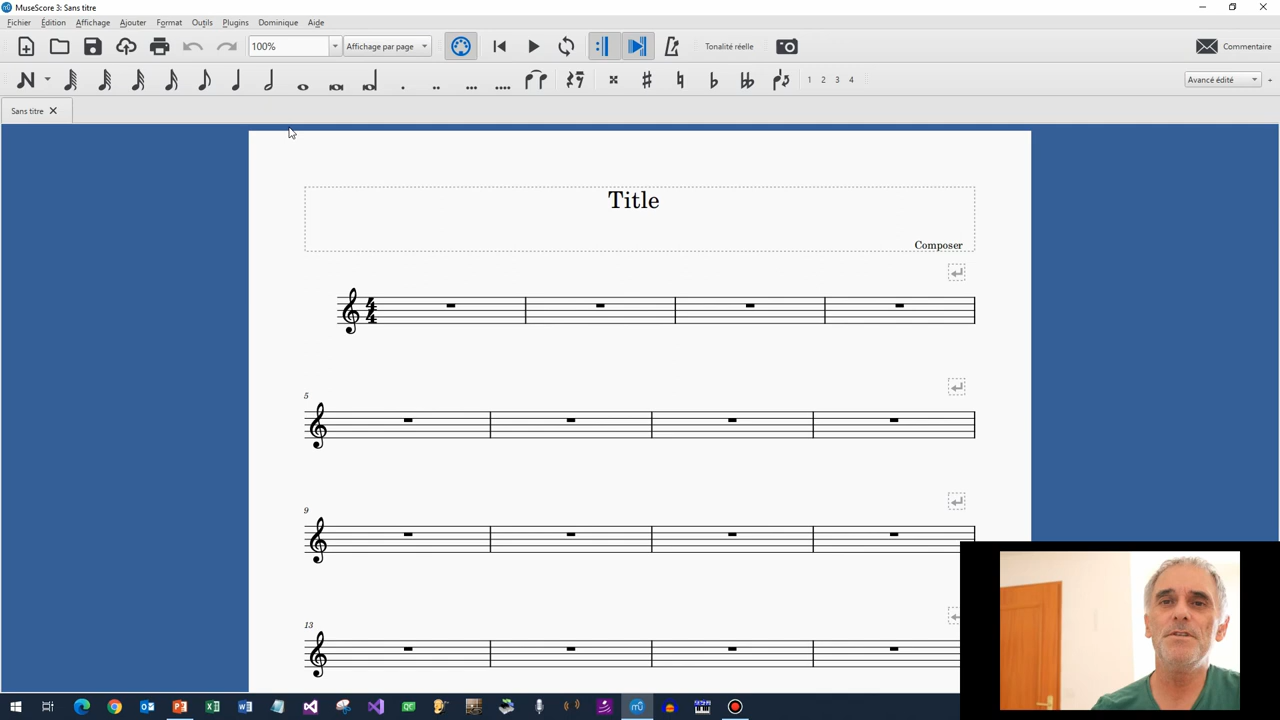 MuseScore 3: Sans titre
Fichier Édition Affichage Ajouter Format Outils Plugins Dominique Aide
100% Affichage par page Tonalité réelle Commentaire
1 2 3 4 Avancé édité
Sans titre
Title
Composer
5
9
13